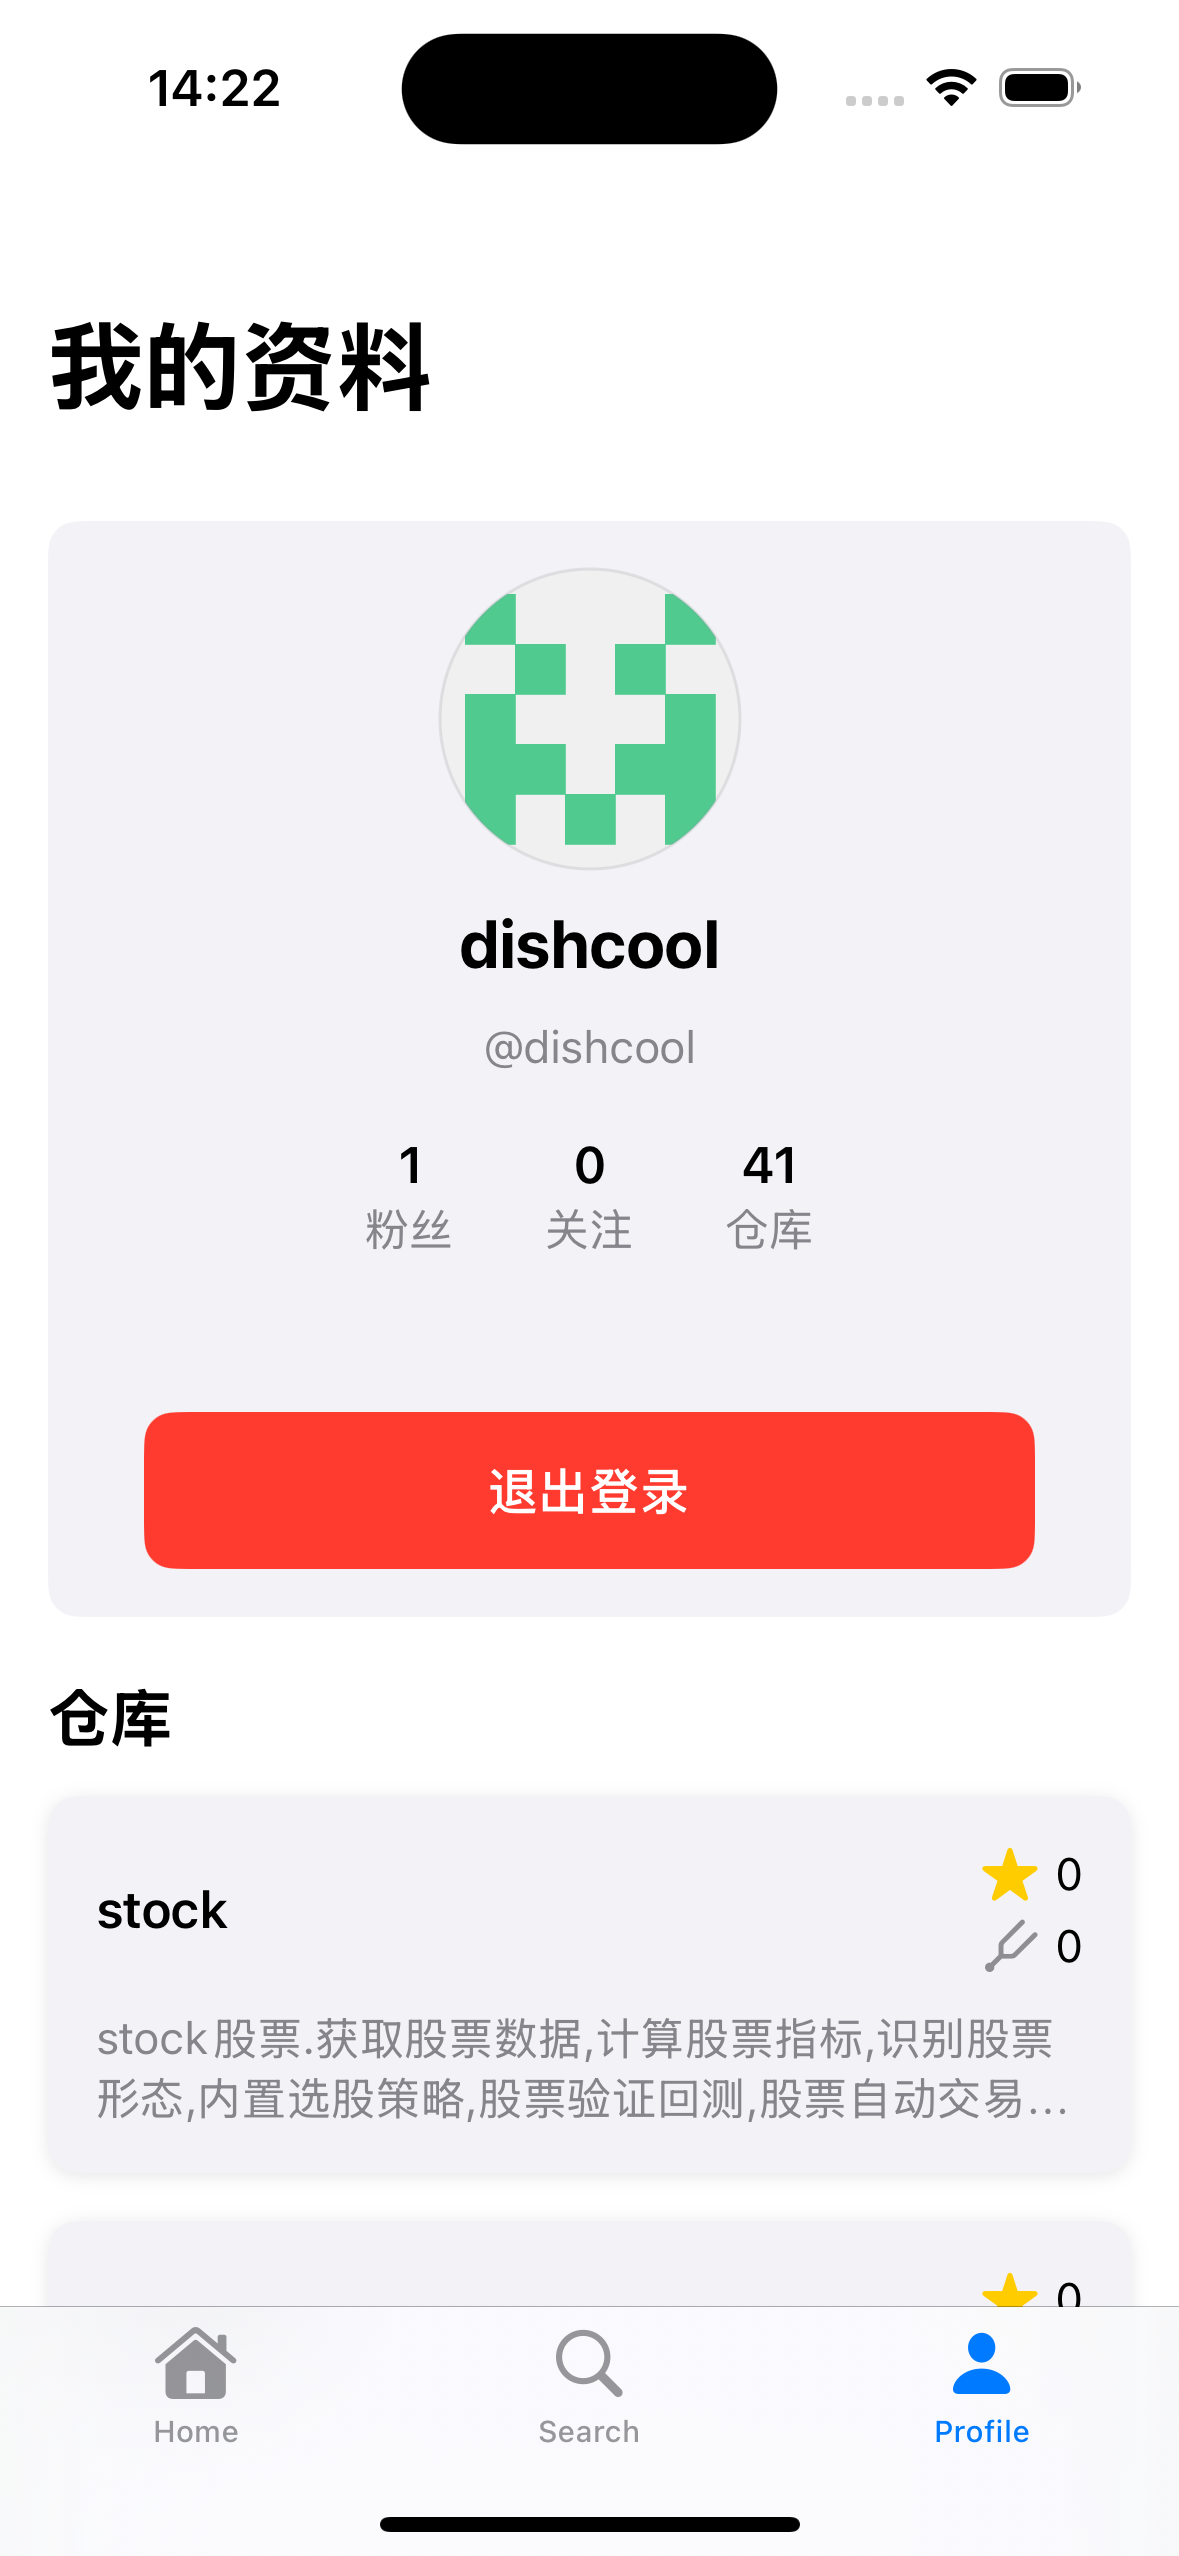 14:22
我的资料
dishcool
@dishcool
1 0 41
粉丝 关注 仓库
退出登录
仓库
stock
0
0
stock股票.获取股票数据,计算股票指标,识别股票
形态,内置选股策略,股票验证回测,股票自动交易...
0
Home Search Profile